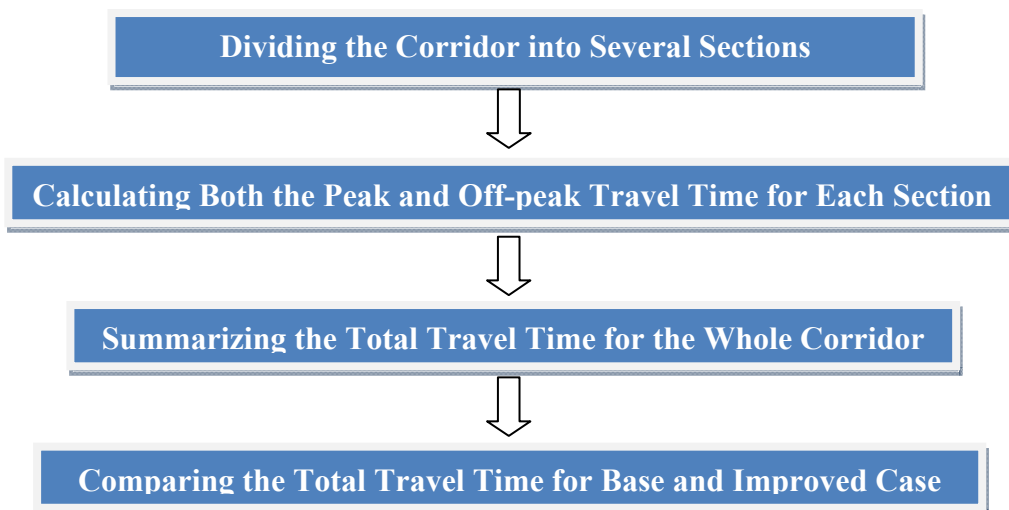 Dividing the Corridor into Several Sections
Calculating Both the Peak and Off-peak Travel Time for Each Section
Summarizing the Total Travel Time for the Whole Corridor
Comparing the Total Travel Time for Base and Improved Case